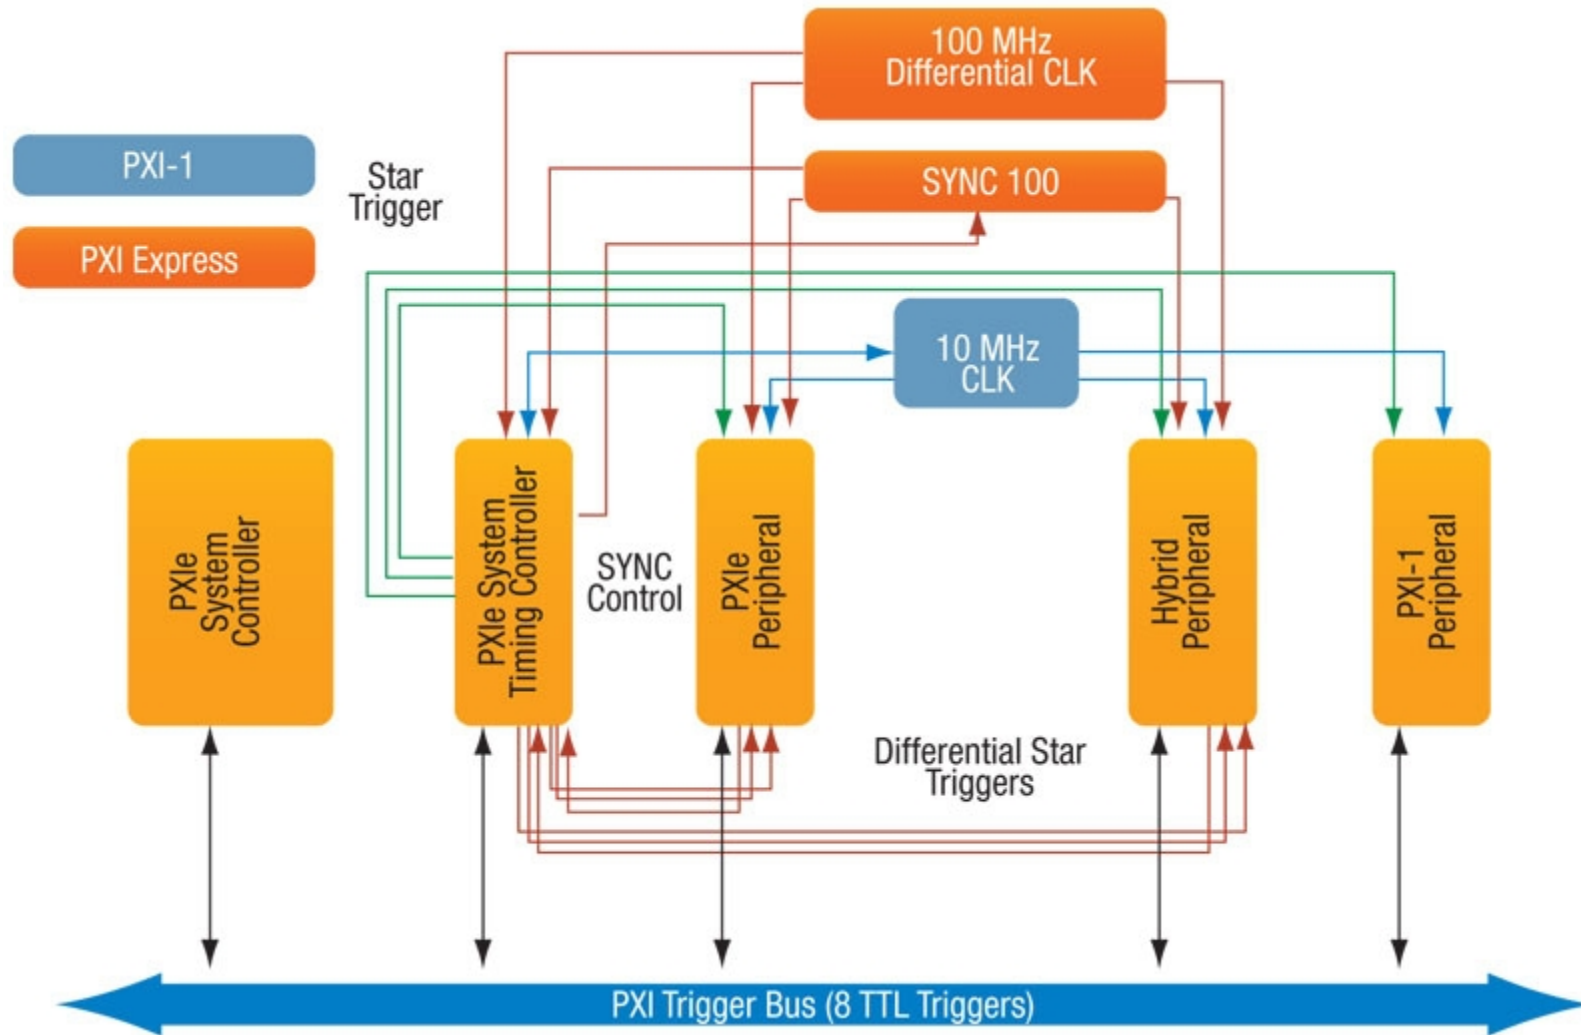 100 MHz
Differential CLK
PXI-1
Star
Trigger
SYNC 100
PXI Express
10 MHz
CLK
PXIe
System
Controller
PXIe System
Timing Controller
SYNC
Control
PXIe
Peripheral
Hybrid
Peripheral
PXI-1
Peripheral
Differential Star
Triggers
PXI Trigger Bus (8 TTL Triggers)